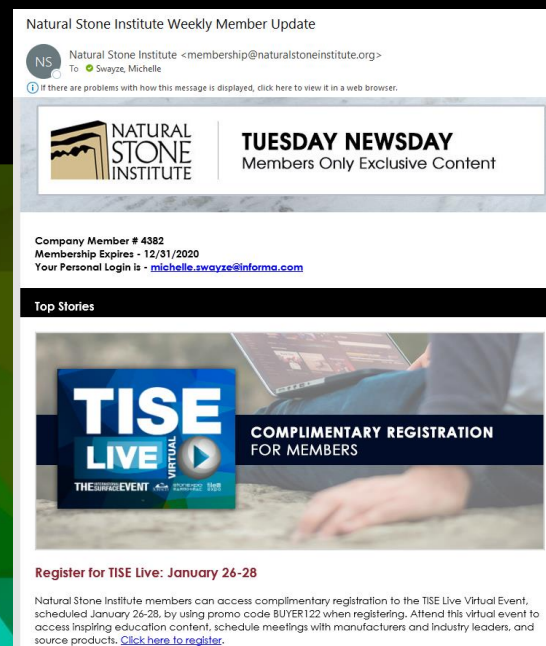 Natural Stone Institute Weekly Member Update
NS
Natural Stone Institute <membership@naturalstoneinstitute.org>
To Swayze, Michelle
If there are problems with how this message is displayed, click here to view it in a web browser.
NATURAL
STONE
INSTITUTE
TUESDAY NEWSDAY
Members Only Exclusive Content
Company Member # 4382
Membership Expires - 12/31/2020
Your Personal Login is - michelle.swayze@informa.com
Top Stories
TISE
LIVE
VIRTUAL
THE INTERNATIONAL SURFACE EVENT
COMPLIMENTARY REGISTRATION
FOR MEMBERS
Register for TISE Live: January 26-28
Natural Stone Institute members can access complimentary registration to the TISE Live Virtual Event,
scheduled January 26-28, by using promo code BUYER122 when registering. Attend this virtual event to
access inspiring education content, schedule meetings with manufacturers and industry leaders, and
source products. Click here to register.